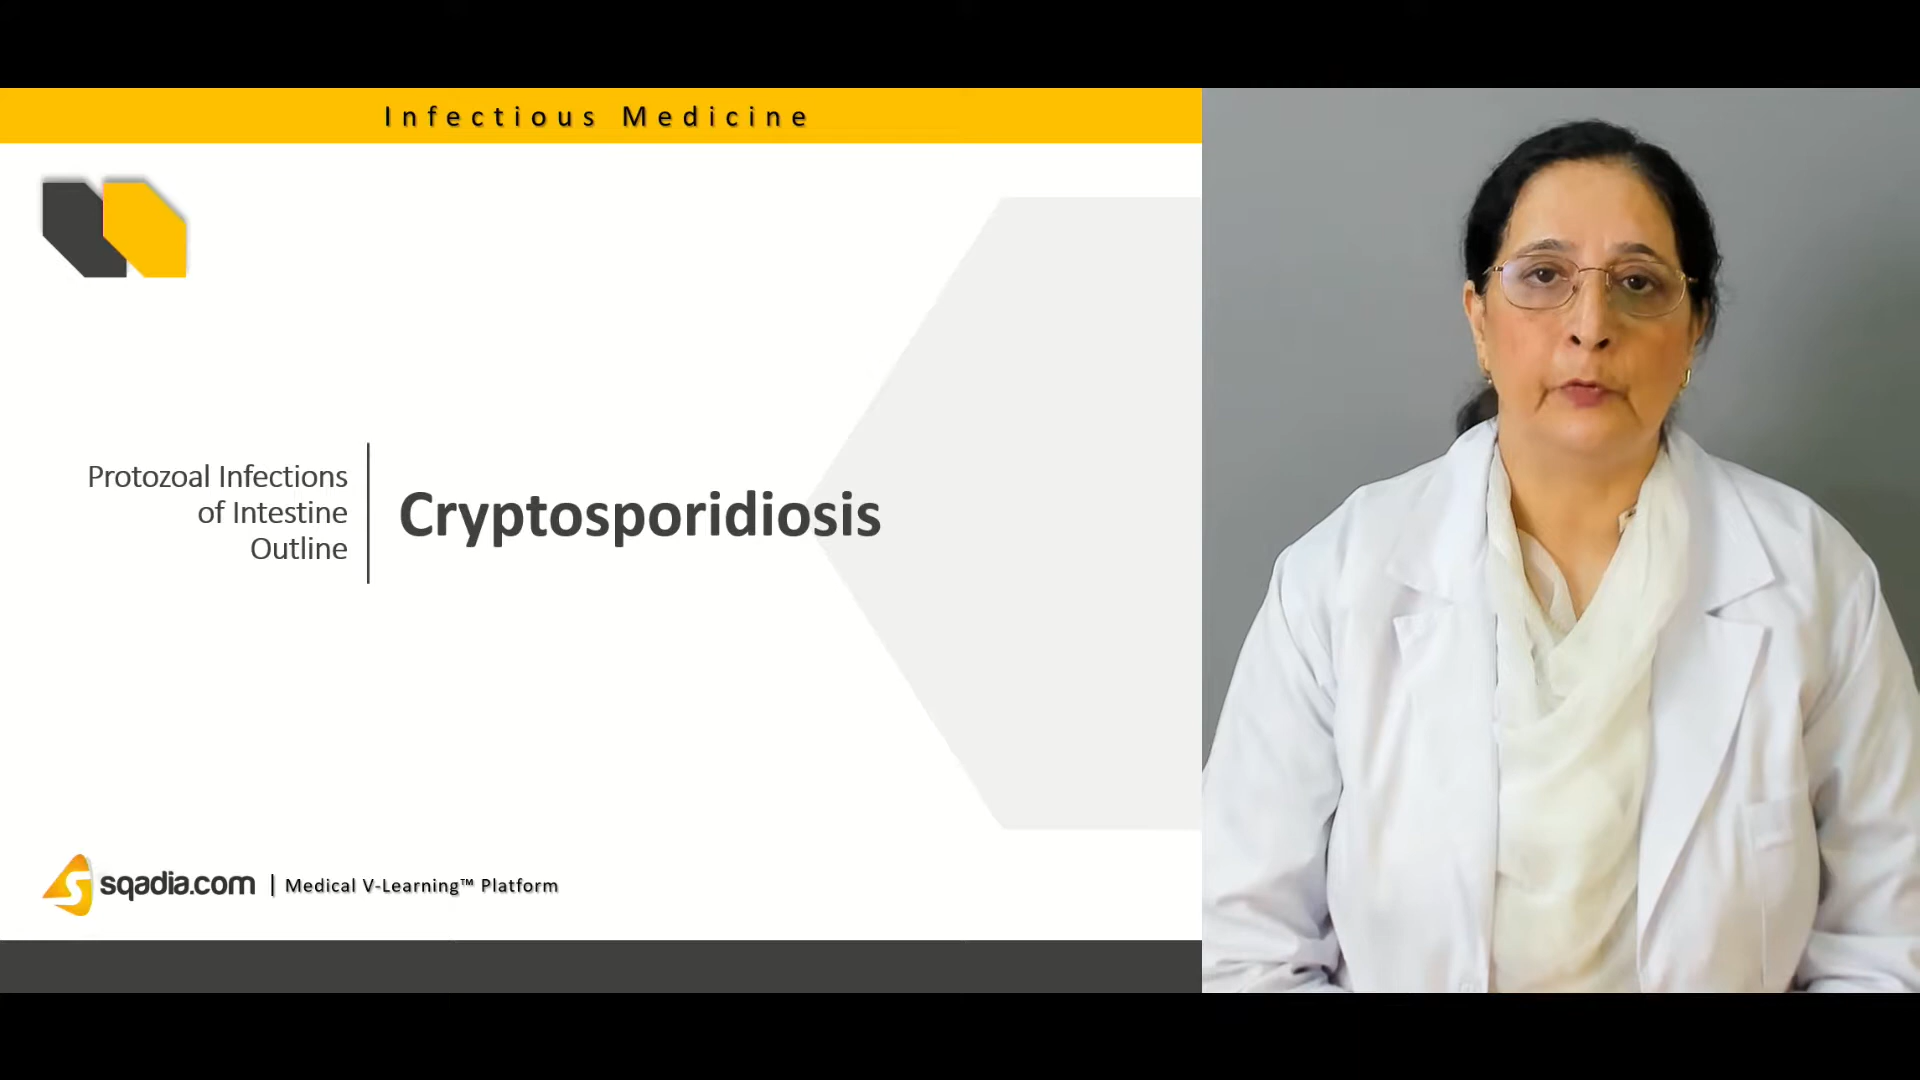 Infectious Medicine
Protozoal Infections
of Intestine
Outline
Cryptosporidiosis
sqadia.com | Medical V-Learning™ Platform